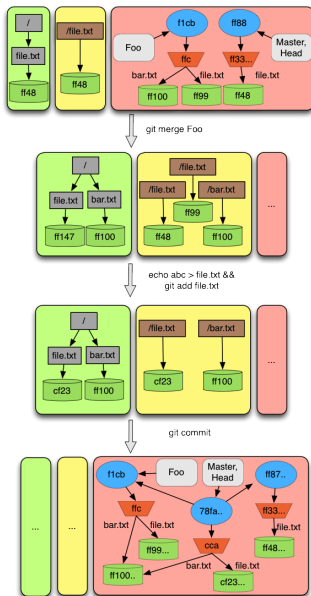 /
file.txt
ff48
/file.txt
ff48
f1cb
ff88
Foo
Master,
Head
ffc
ff33...
bar.txt
file.txt
file.txt
ff100
ff99
ff48
git merge Foo
/
file.txt
bar.txt
ff147
ff100
/file.txt
/file.txt
/bar.txt
ff99
ff48
ff100
...
echo abc > file.txt &&
git add file.txt
/
file.txt
bar.txt
cf23
ff100
/file.txt
/bar.txt
cf23
ff100
...
git commit
...
...
f1cb
Foo
Master,
Head
ff87..
ffc
78fa..
ff33...
bar.txt
file.txt
file.txt
ff99...
cca
ff48...
bar.txt
file.txt
ff100..
cf23...